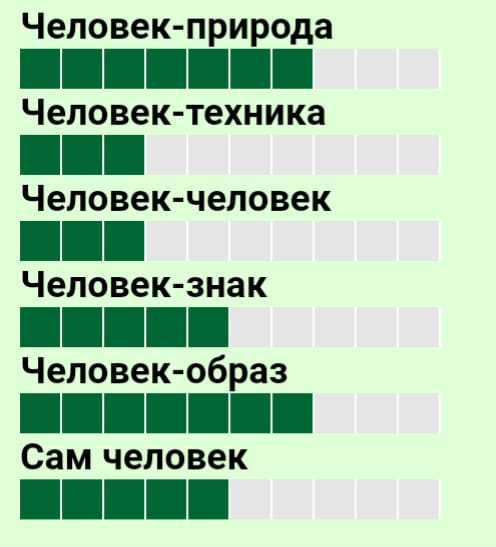 Человек-природа
Человек-техника
Человек-человек
Человек-знак
Человек-образ
Сам человек